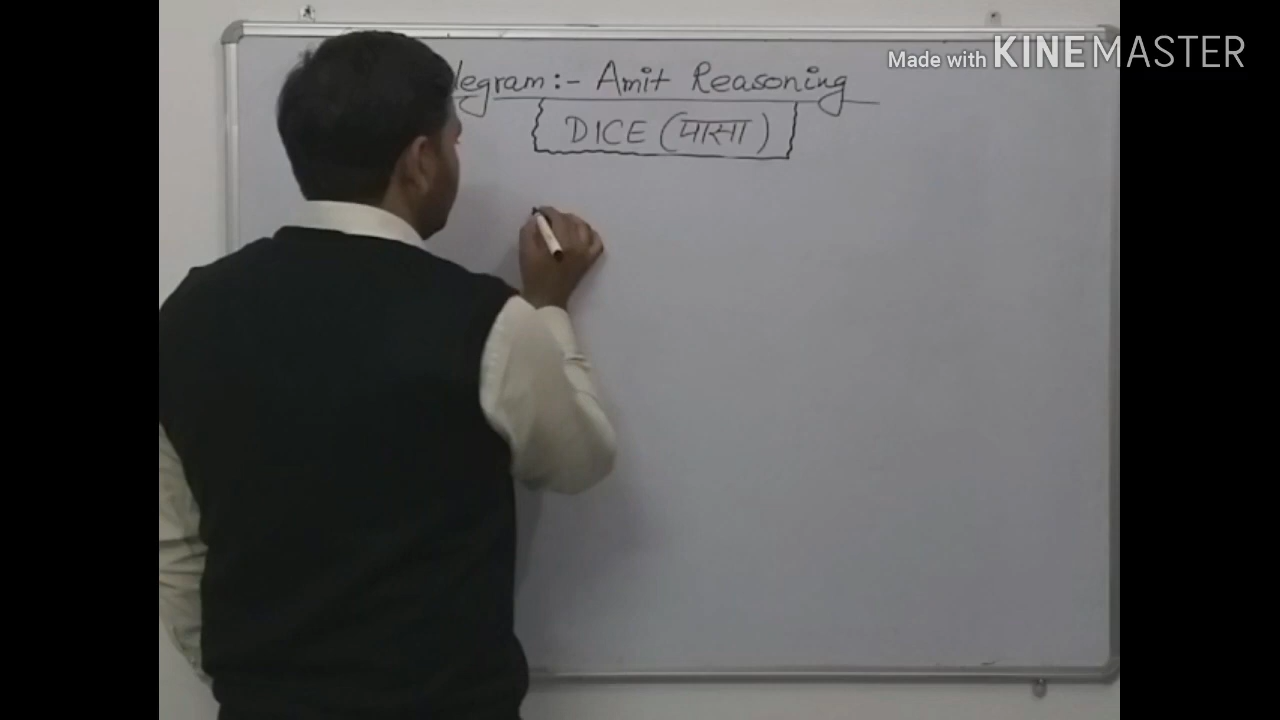 Made with KINEMASTER
legram:- Amit Reasoning
DICE (पासा)